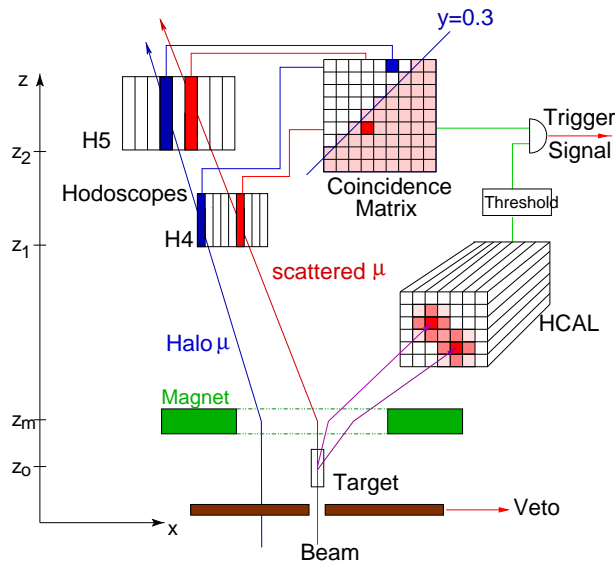 y=0.3
z
H5
Trigger
Signal
z2
Hodoscopes
Coincidence
Matrix
Threshold
H4
z1
scattered μ
HCAL
Halo μ
Magnet
zm
zo
Target
Veto
x
Beam